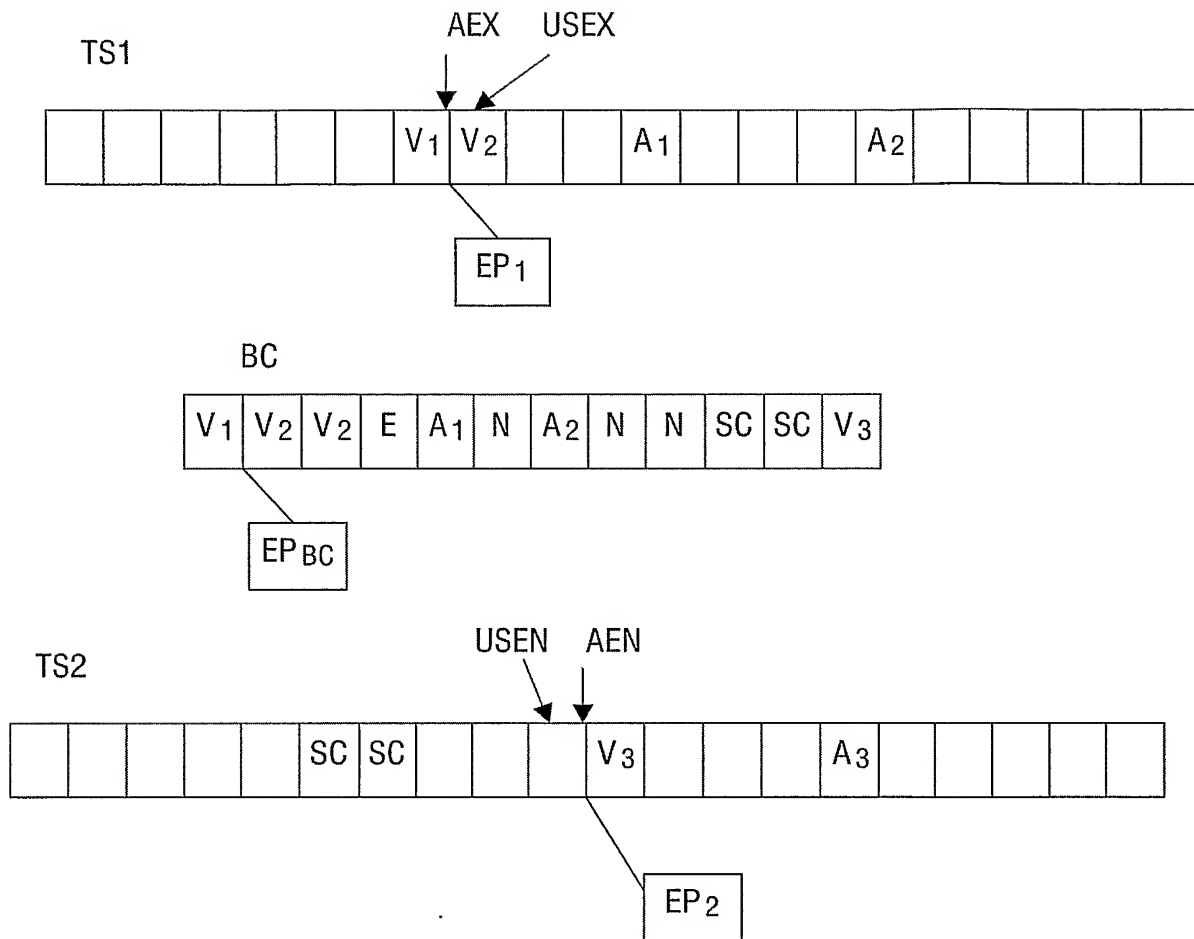 AEX USEX
TS1
V1 V2 A1 A2
EP1
BC
V1 V2 V2 E A1 N A2 N N SC SC V3
EPBC
USEN AEN
TS2
SC SC V3 A3
EP2